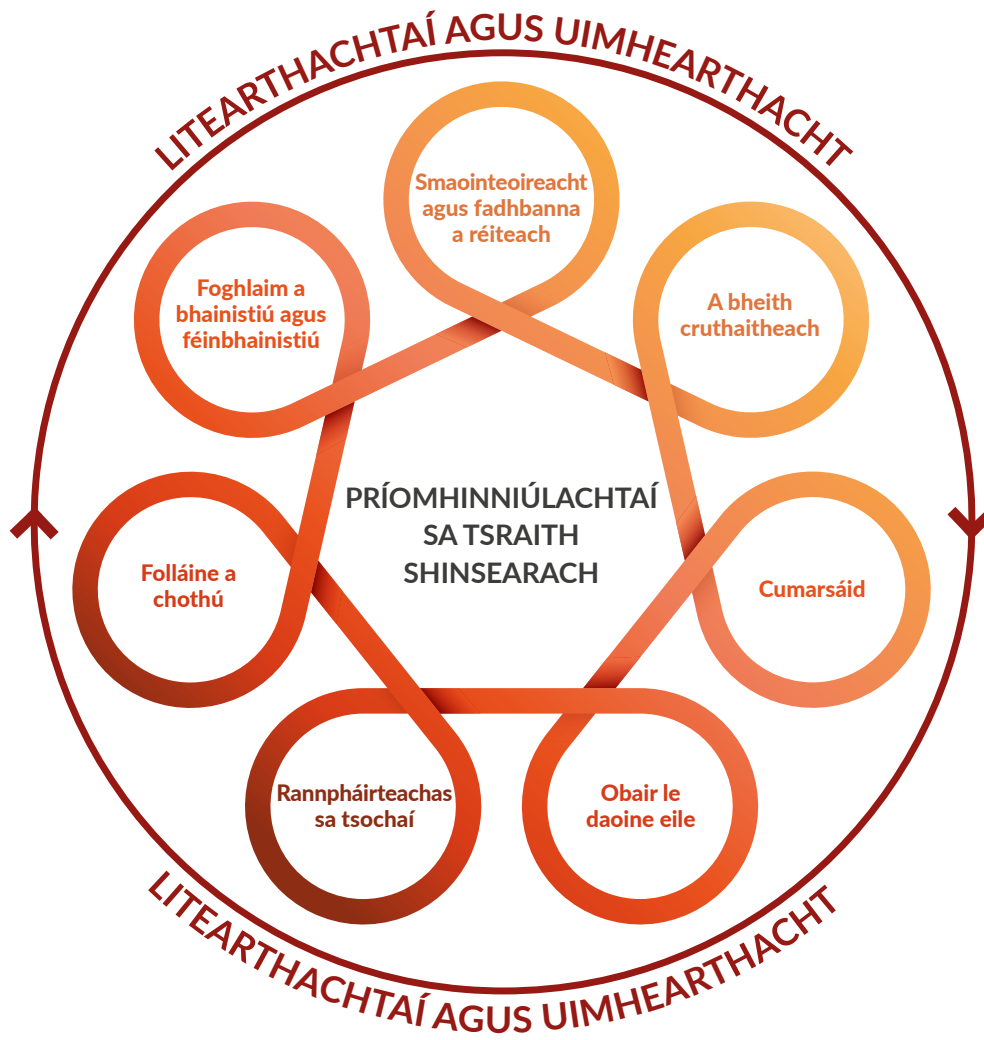 LITEARTHACHTAÍ AGUS UIMHEARTHACHT
Smaointeoireacht
agus fadhbanna
a réiteach
A bheith
cruthaitheach
Cumarsáid
Obair le
daoine eile
Rannpháirteachas
sa tsochaí
Folláine a
chothú
Foghlaim a
bhainistiú agus
féinbhainistiú
PRÍOMHINNIÚLACHTAÍ
SA TSRAITH
SHINSEARACH
LITEARTHACHTAÍ AGUS UIMHEARTHACHT